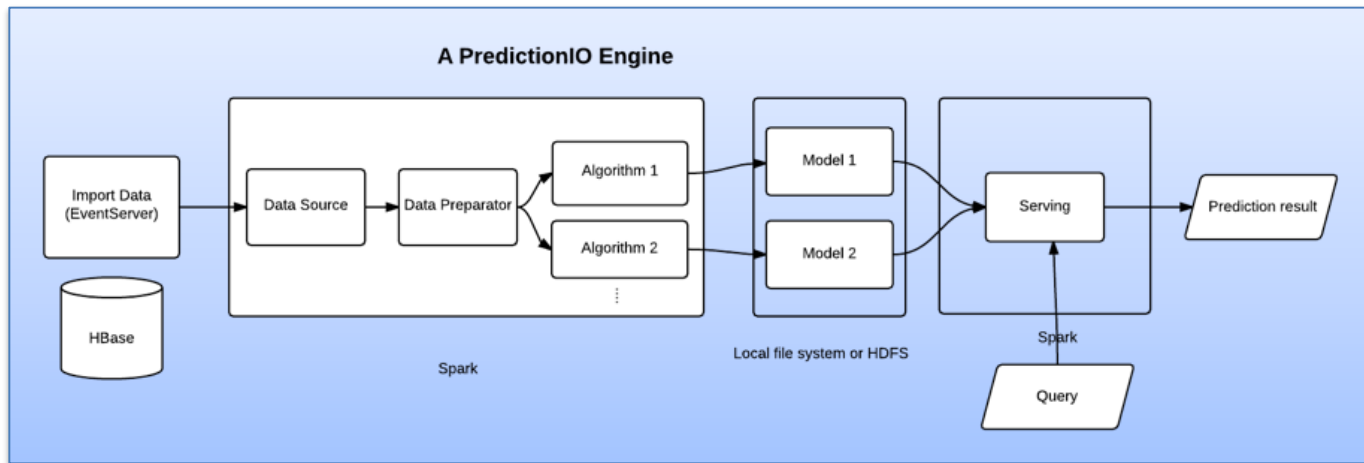 A PredictionIO Engine
Import Data
(EventServer)
HBase
Data Source
Data Preparator
Algorithm 1
Algorithm 2
Spark
Model 1
Model 2
Local file system or HDFS
Serving
Spark
Query
Prediction result